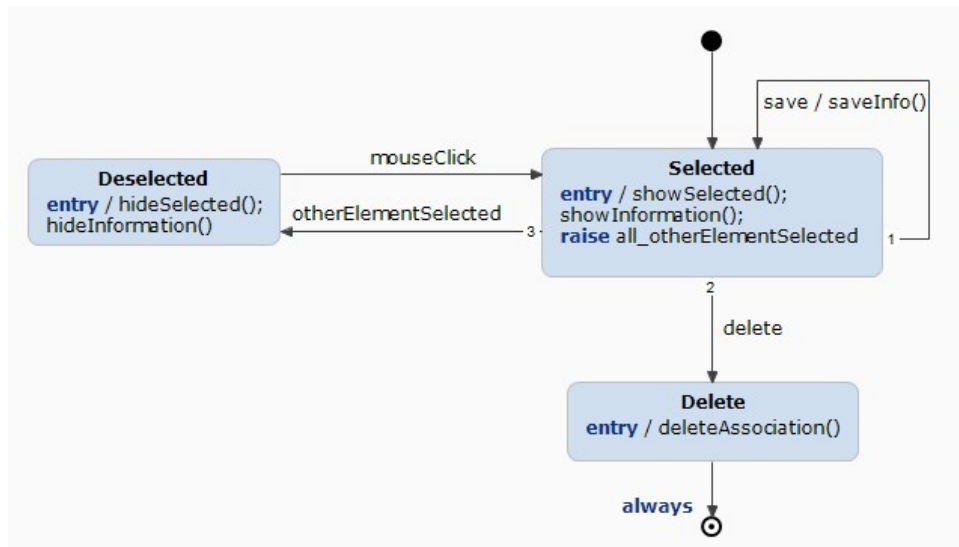 save / saveInfo()
mouseClick
Deselected
entry / hideSelected();
hideInformation()
otherElementSelected
3
Selected
entry / showSelected();
showInformation();
raise all_otherElementSelected
1
2
delete
Delete
entry / deleteAssociation()
always